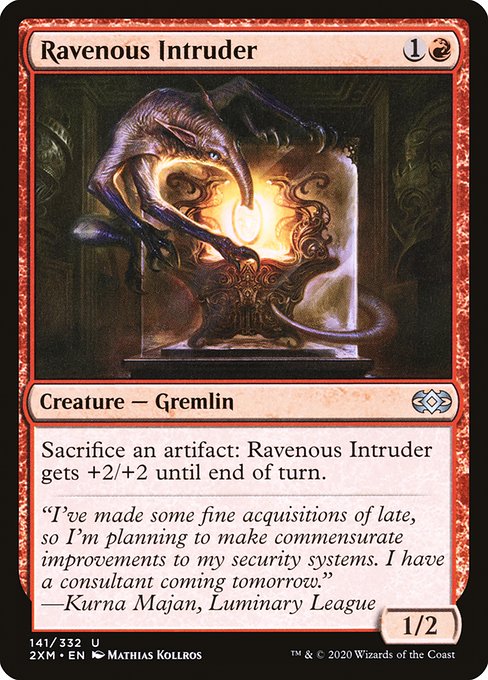 Ravenous Intruder 1
Creature — Gremlin
Sacrifice an artifact: Ravenous Intruder
gets +2/+2 until end of turn.
“I’ve made some fine acquisitions of late,
so I’m planning to make commensurate
improvements to my security systems. I have
a consultant coming tomorrow.”
—Kurna Majan, Luminary League
1/2
141/332 U
2XM • EN Mathias Kollros
™ & © 2020 Wizards of the Coast